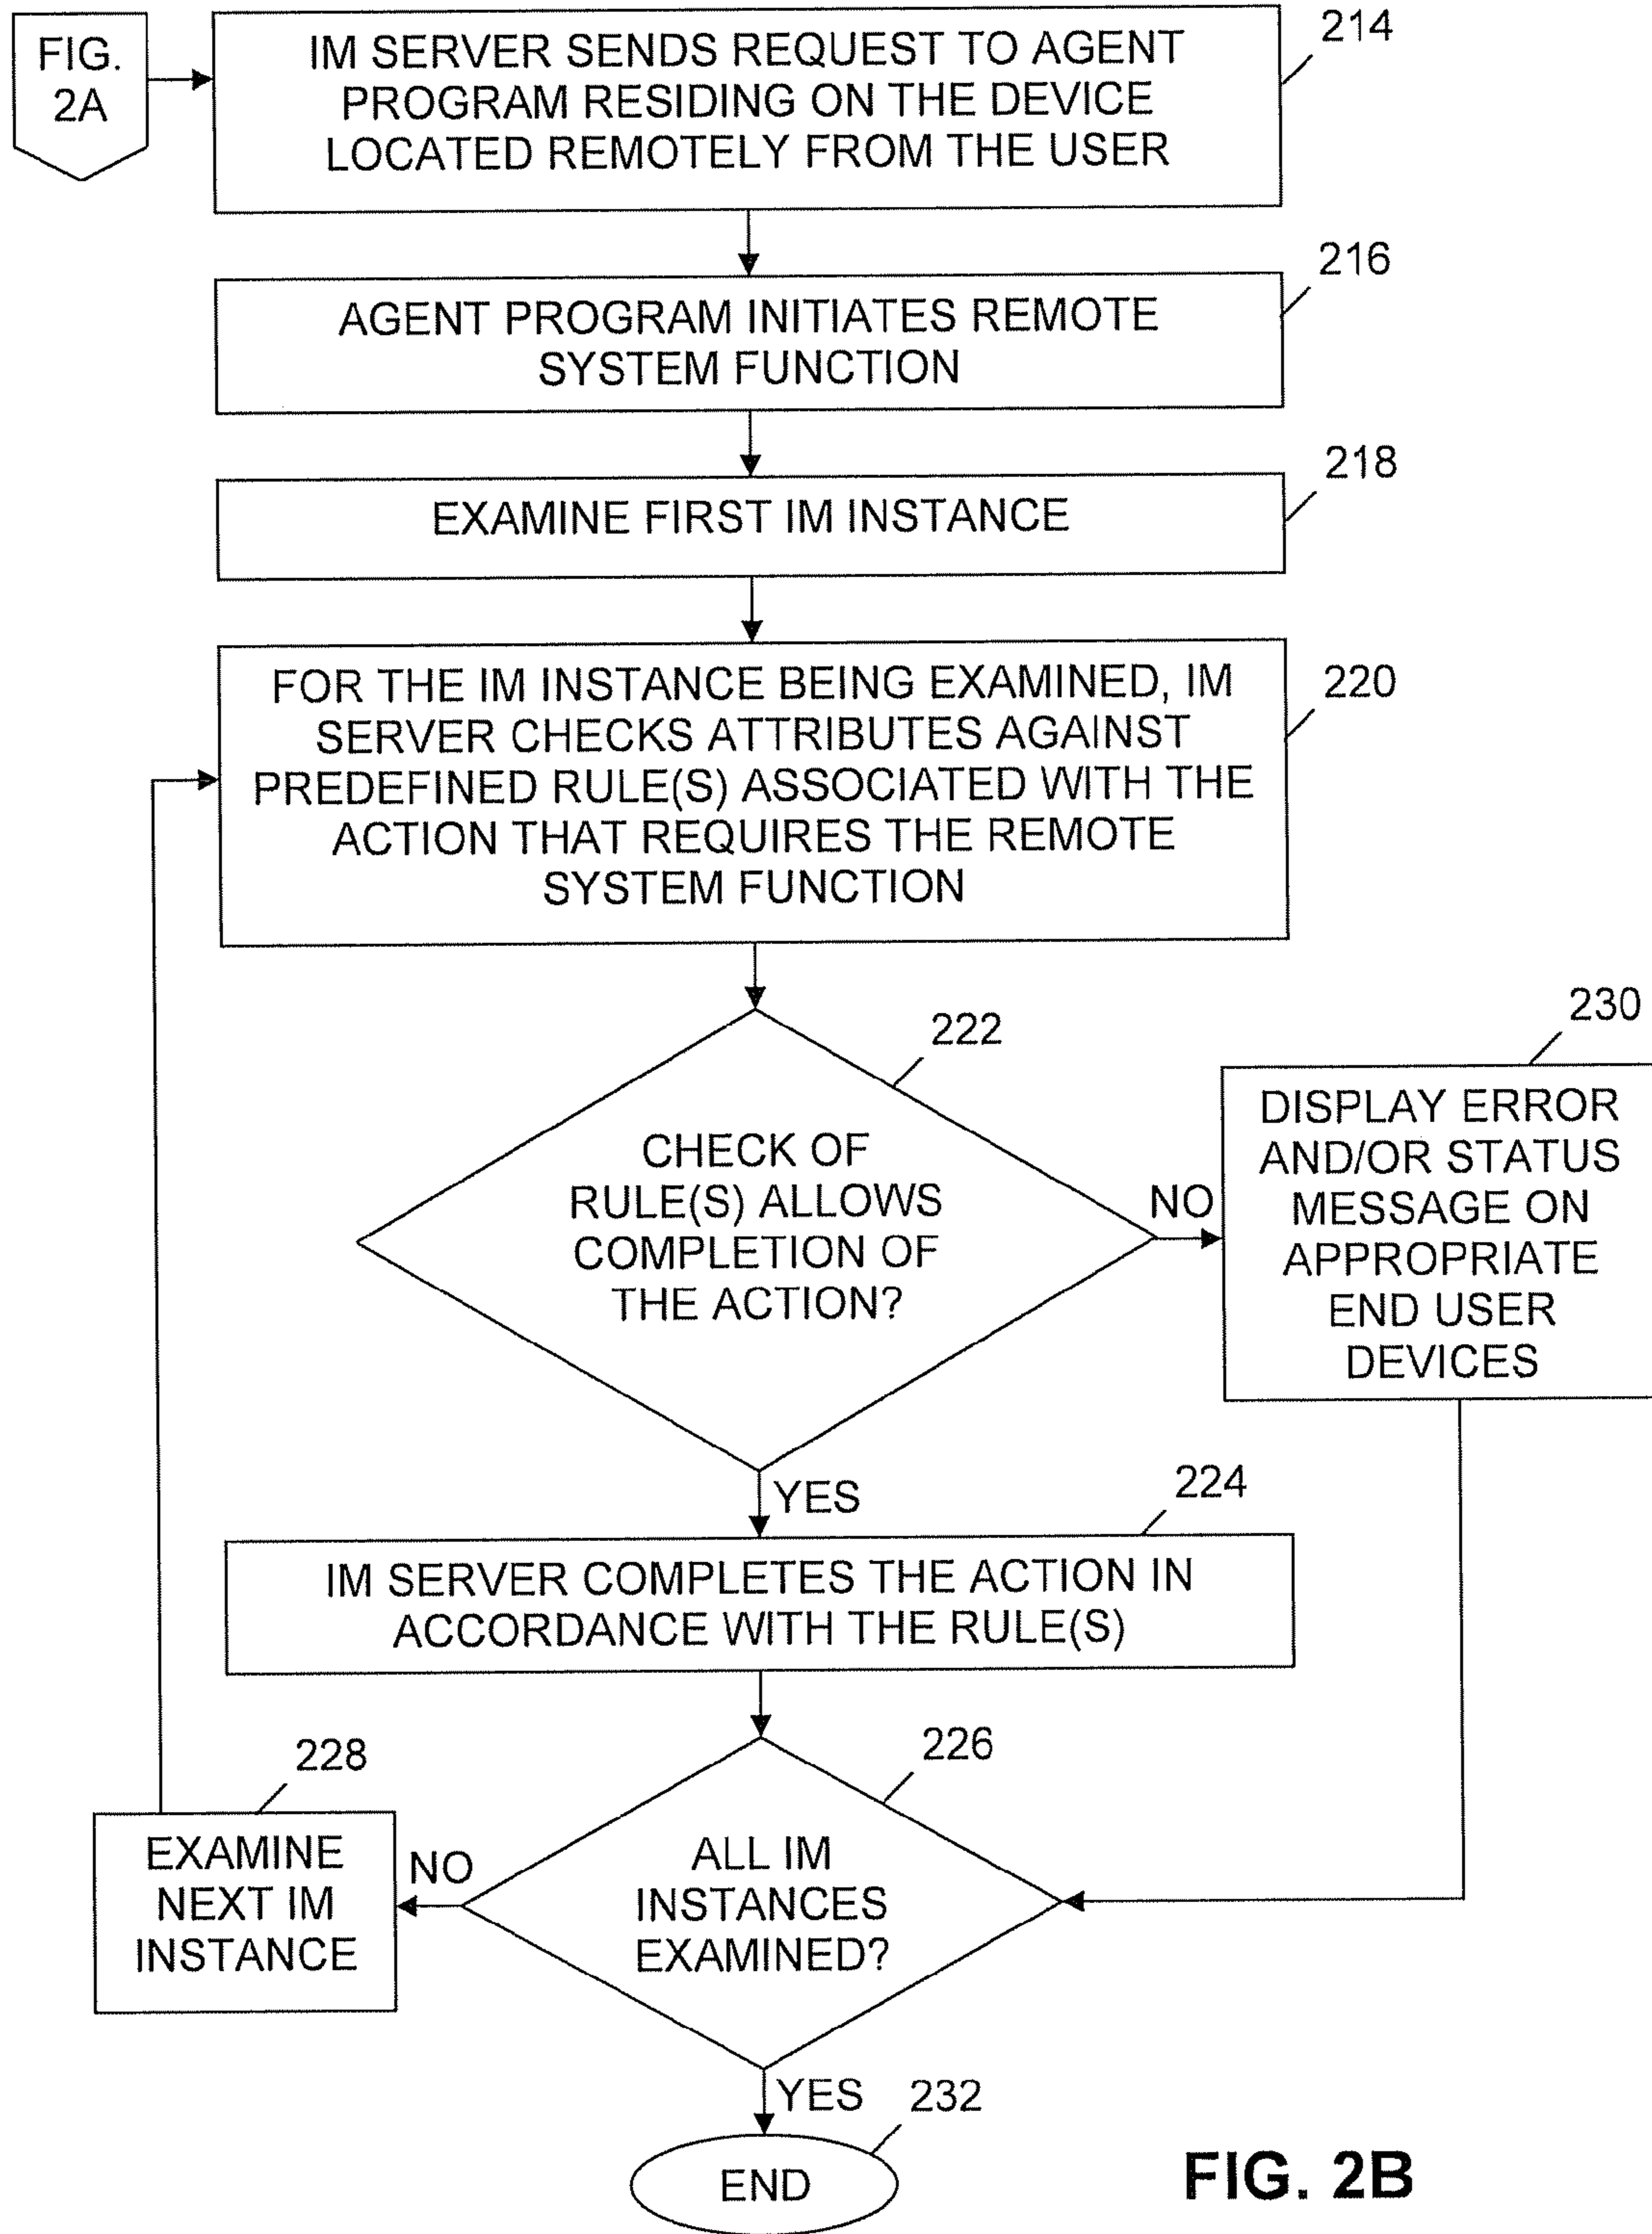 FIG.
2A
IM SERVER SENDS REQUEST TO AGENT
PROGRAM RESIDING ON THE DEVICE
LOCATED REMOTELY FROM THE USER
214
AGENT PROGRAM INITIATES REMOTE
SYSTEM FUNCTION
216
EXAMINE FIRST IM INSTANCE
218
FOR THE IM INSTANCE BEING EXAMINED, IM
SERVER CHECKS ATTRIBUTES AGAINST
PREDEFINED RULE(S) ASSOCIATED WITH THE
ACTION THAT REQUIRES THE REMOTE
SYSTEM FUNCTION
220
CHECK OF
RULE(S) ALLOWS
COMPLETION OF
THE ACTION?
222
NO
DISPLAY ERROR
AND/OR STATUS
MESSAGE ON
APPROPRIATE
END USER
DEVICES
230
YES
IM SERVER COMPLETES THE ACTION IN
ACCORDANCE WITH THE RULE(S)
224
ALL IM
INSTANCES
EXAMINED?
226
NO
EXAMINE
NEXT IM
INSTANCE
228
YES
END
232
FIG. 2B